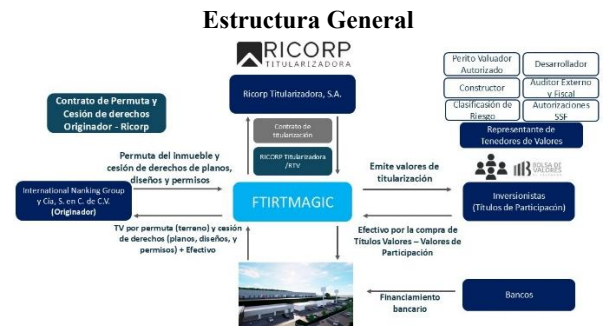 Estructura General
RICORP
TITULARIZADORA
Ricorp Titularizadora, S.A.
Contrato de Permuta y
Cesión de derechos
Originador - Ricorp
Contrato de
titularización
RICORP Titularizadora
/RTV
Perito Valuador
Autorizado
Desarrollador
Constructor
Auditor Externo
y Fiscal
Clasificación de
Riesgo
Autorizaciones
SSF
Representante de
Tenedores de Valores
BOLSA DE
VALORES
Permuta del inmueble y
cesión de derechos de planos,
diseños y permisos
Emite valores de
titularización
International Nanking Group
y Cía, S. en C. de C.V.
(Originador)
FTIRTMAGIC
Inversionistas
(Títulos de Participacón)
TV por permuta (terreno) y cesión
de derechos (planos, diseños, y
permisos) + Efectivo
Efectivo por la compra de
Títulos Valores – Valores de
Participación
Financiamiento
bancario
Bancos